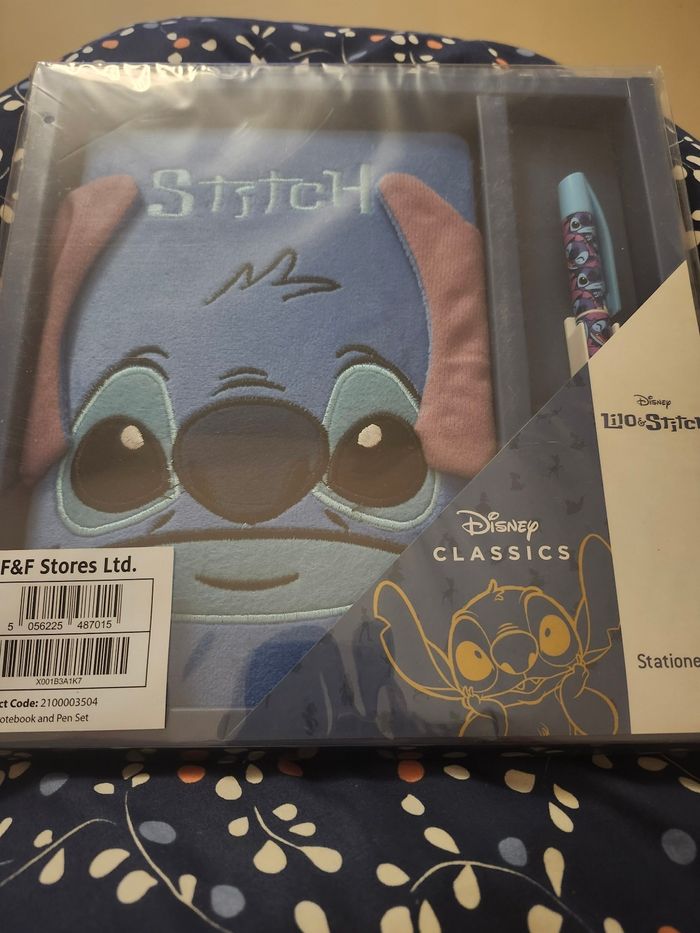 StitcH
Disney
Lilo & Stitch
Disney
CLASSICS
F&F Stores Ltd.
5 056225 487015
X001B3A1K7
ct Code: 2100003504
otebook and Pen Set
Statione